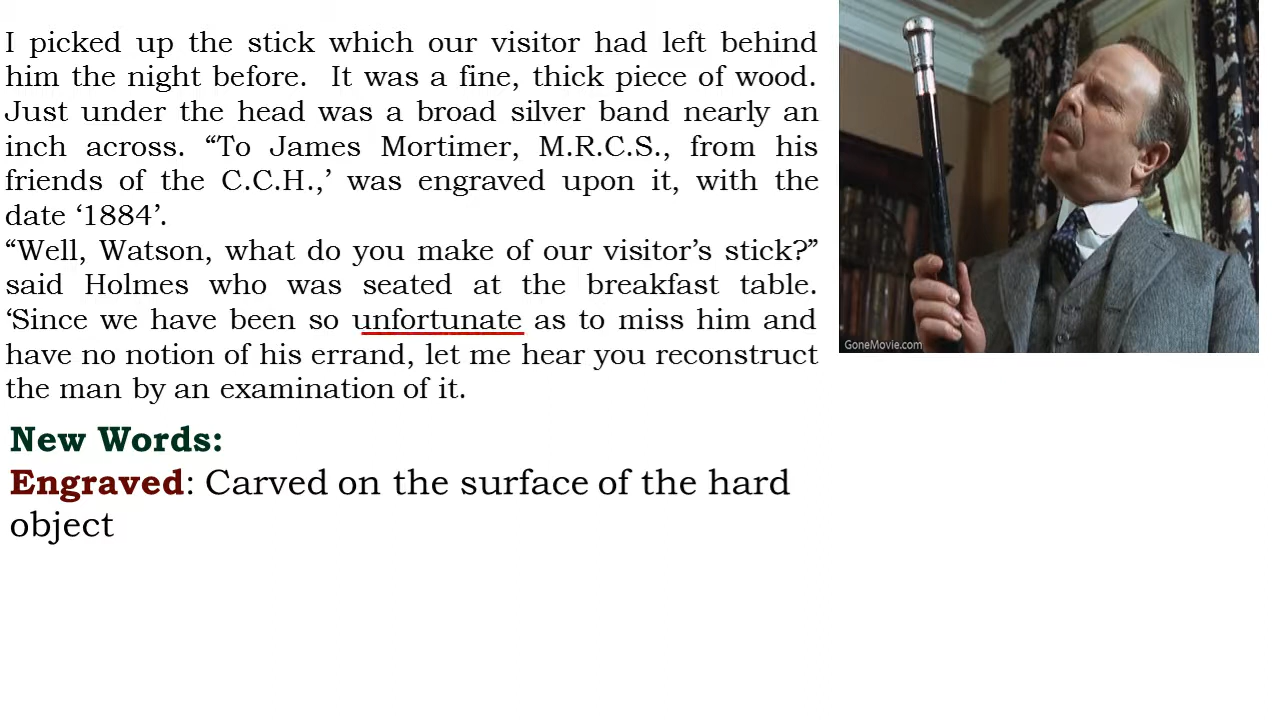 I picked up the stick which our visitor had left behind
him the night before. It was a fine, thick piece of wood.
Just under the head was a broad silver band nearly an
inch across. “To James Mortimer, M.R.C.S., from his
friends of the C.C.H.,’ was engraved upon it, with the
date ‘1884’.
“Well, Watson, what do you make of our visitor’s stick?”
said Holmes who was seated at the breakfast table.
‘Since we have been so unfortunate as to miss him and
have no notion of his errand, let me hear you reconstruct
the man by an examination of it.
GoneMovie.com
New Words:
Engraved: Carved on the surface of the hard
object